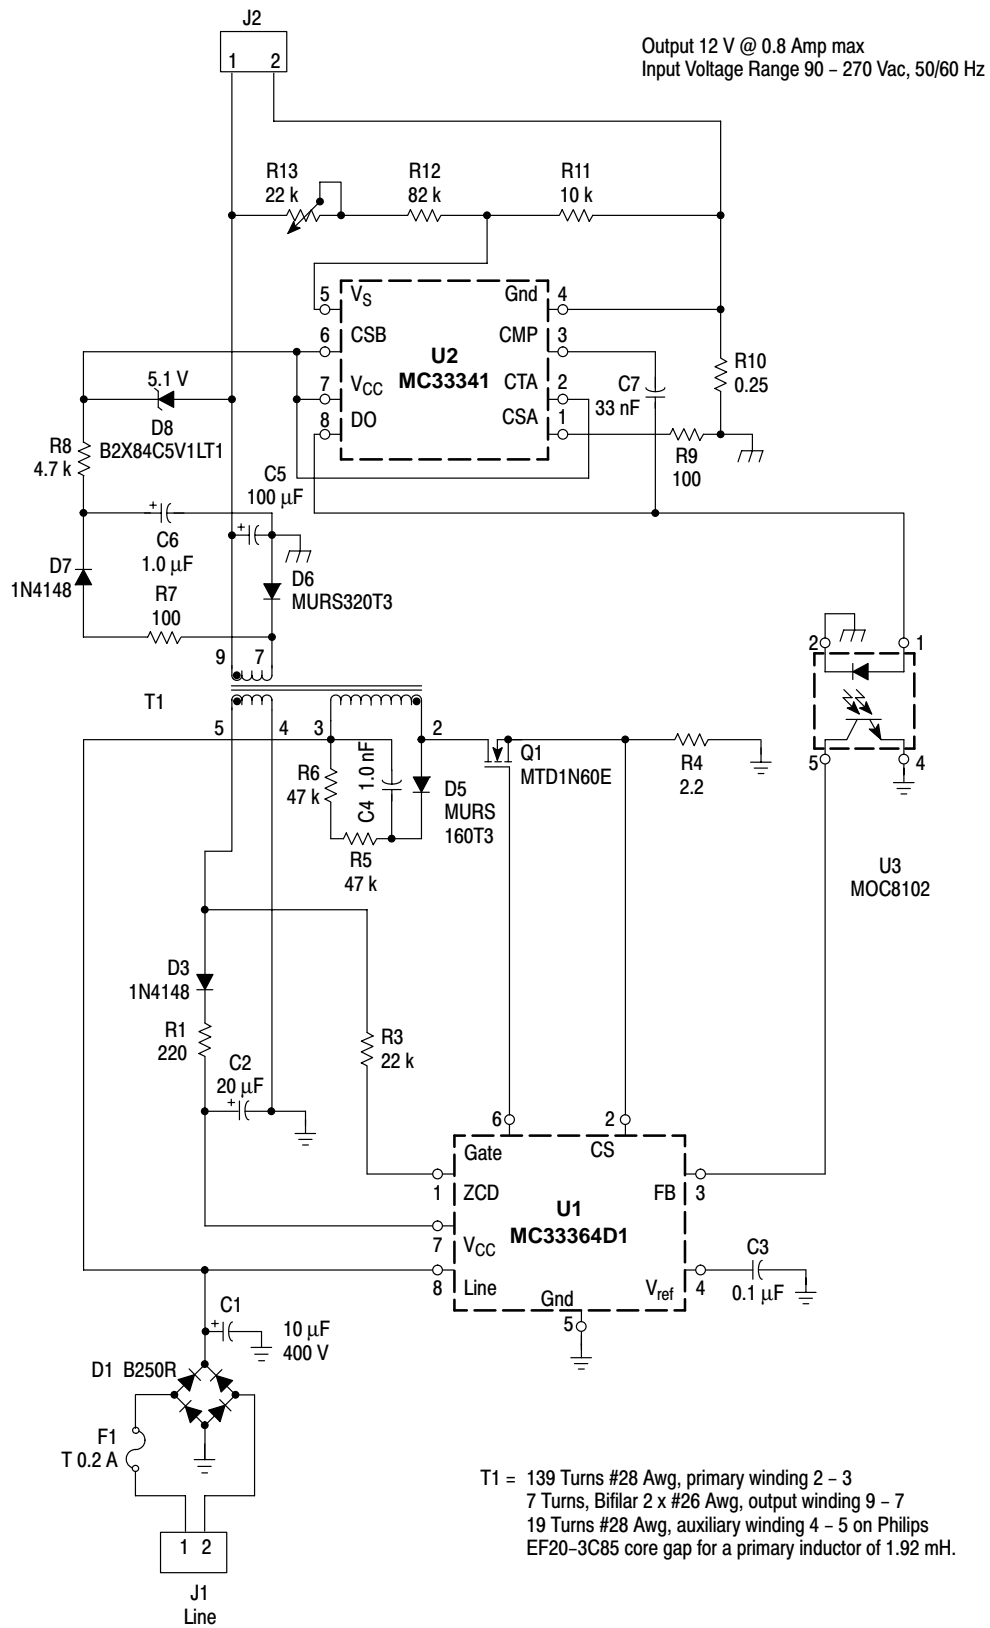 J2
1 2
Output 12 V @ 0.8 Amp max
Input Voltage Range 90 – 270 Vac, 50/60 Hz
R13
22 k
R12
82 k
R11
10 k
5
VS
Gnd
4
6
CSB
CMP
3
U2
MC33341
7
VCC
CTA
2
8
DO
CSA
1
C7
33 nF
R10
0.25
R9
100
5.1 V
D8
B2X84C5V1LT1
R8
4.7 k
C5
+
100 µF
+
C6
1.0 µF
D7
1N4148
D6
MURS320T3
R7
100
9 7
T1
5 4 3 2
2 1
5 4
U3
MOC8102
R6
47 k
C4 1.0 nF
D5
MURS
160T3
R5
47 k
Q1
MTD1N60E
R4
2.2
D3
1N4148
R1
220
C2
20 µF
+
R3
22 k
6 2
Gate CS
1
ZCD
FB
3
U1
MC33364D1
7
VCC
8
Line
Gnd
5
Vref
4
C3
0.1 µF
C1
+
10 µF
400 V
D1 B250R
F1
T 0.2 A
1 2
J1
Line
T1 = 139 Turns #28 Awg, primary winding 2 – 3
7 Turns, Bifilar 2 x #26 Awg, output winding 9 – 7
19 Turns #28 Awg, auxiliary winding 4 – 5 on Philips
EF20–3C85 core gap for a primary inductor of 1.92 mH.